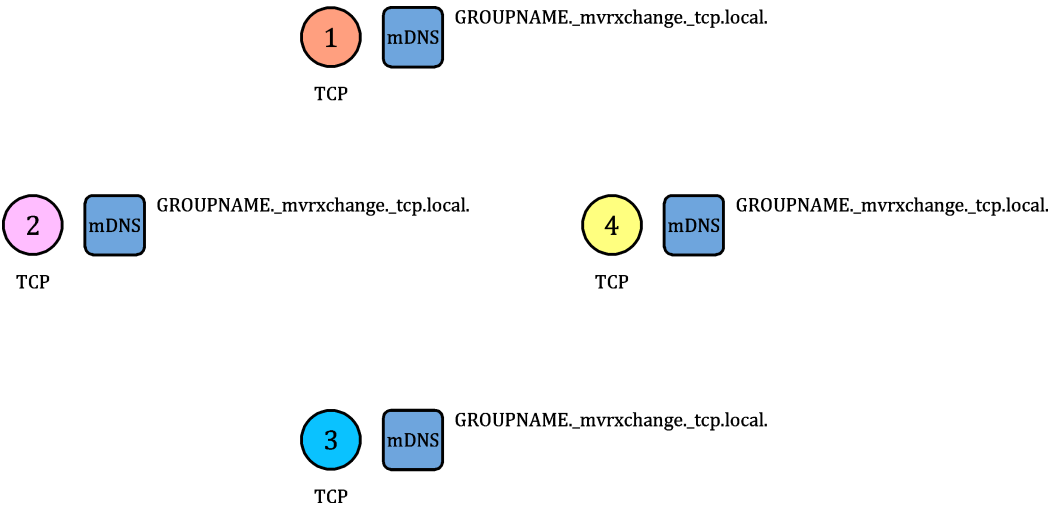 GROUPNAME._mvrxchange._tcp.local.
1
mDNS
TCP
GROUPNAME._mvrxchange._tcp.local.
2
mDNS
TCP
GROUPNAME._mvrxchange._tcp.local.
4
mDNS
TCP
GROUPNAME._mvrxchange._tcp.local.
3
mDNS
TCP